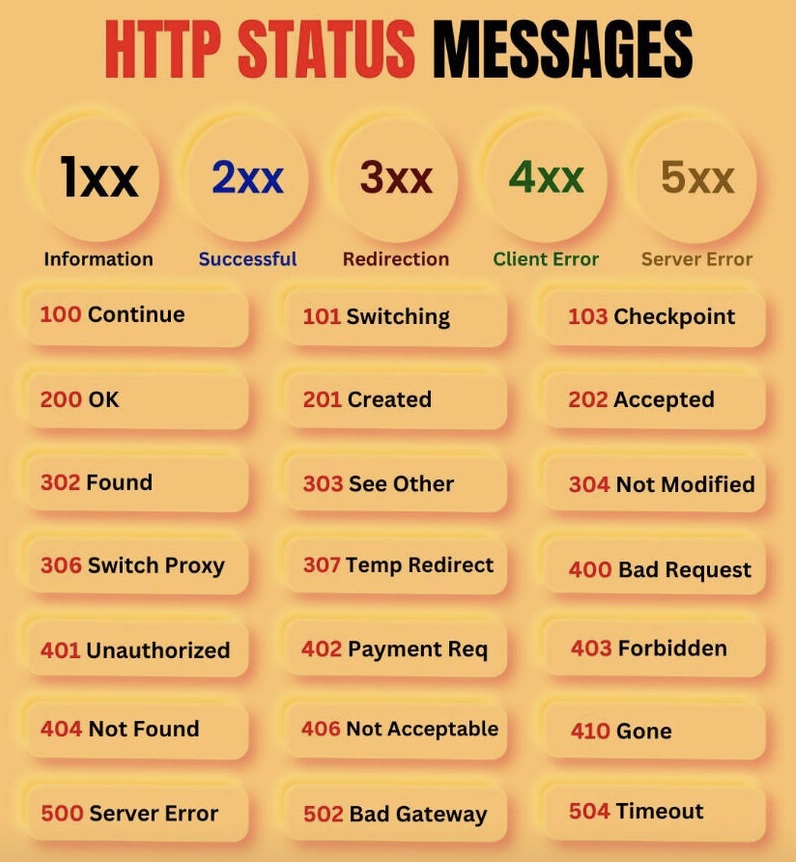 HTTP STATUS MESSAGES
1xx 2xx 3xx 4xx 5xx
Information Successful Redirection Client Error Server Error
100 Continue 101 Switching 103 Checkpoint
200 OK 201 Created 202 Accepted
302 Found 303 See Other 304 Not Modified
306 Switch Proxy 307 Temp Redirect 400 Bad Request
401 Unauthorized 402 Payment Req 403 Forbidden
404 Not Found 406 Not Acceptable 410 Gone
500 Server Error 502 Bad Gateway 504 Timeout